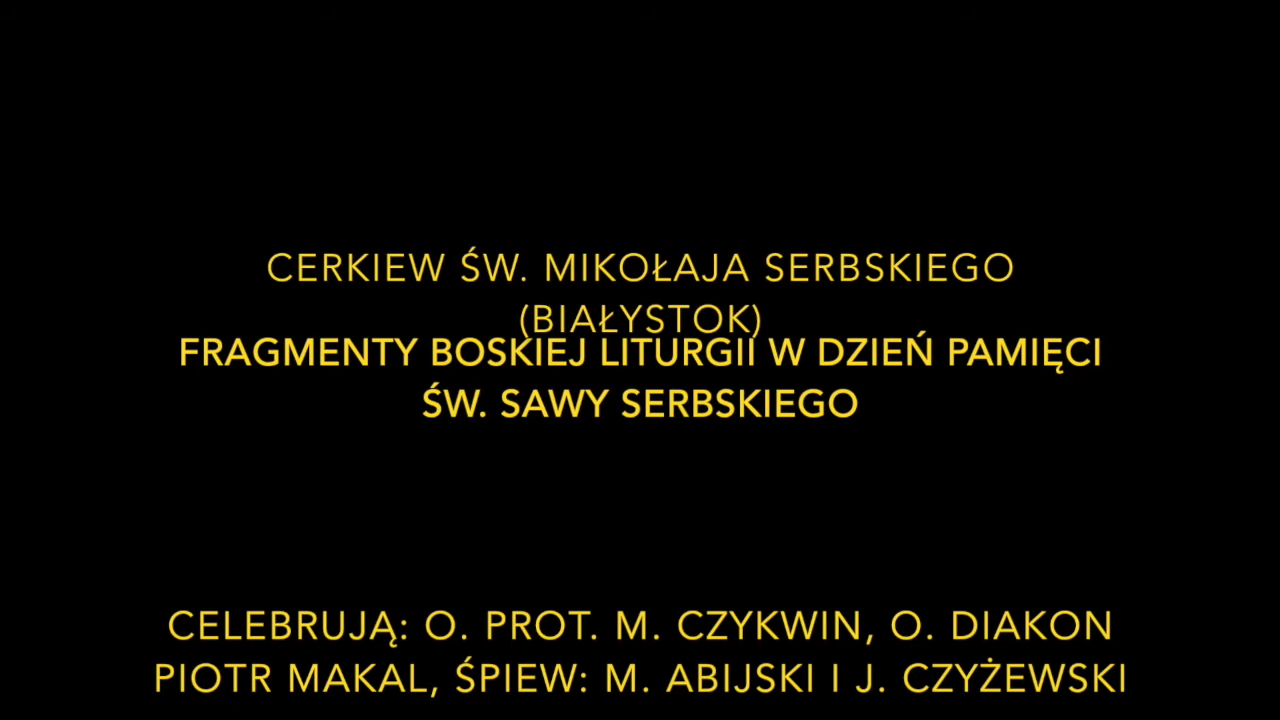 CERKIEW ŚW. MIKOŁAJA SERBSKIEGO
(BIAŁYSTOK)
FRAGMENTY BOSKIEJ LITURGII W DZIEŃ PAMIĘCI
ŚW. SAWY SERBSKIEGO
CELEBRUJĄ: O. PROT. M. CZYKWIN, O. DIAKON
PIOTR MAKAL, ŚPIEW: M. ABIJSKI I J. CZYŻEWSKI